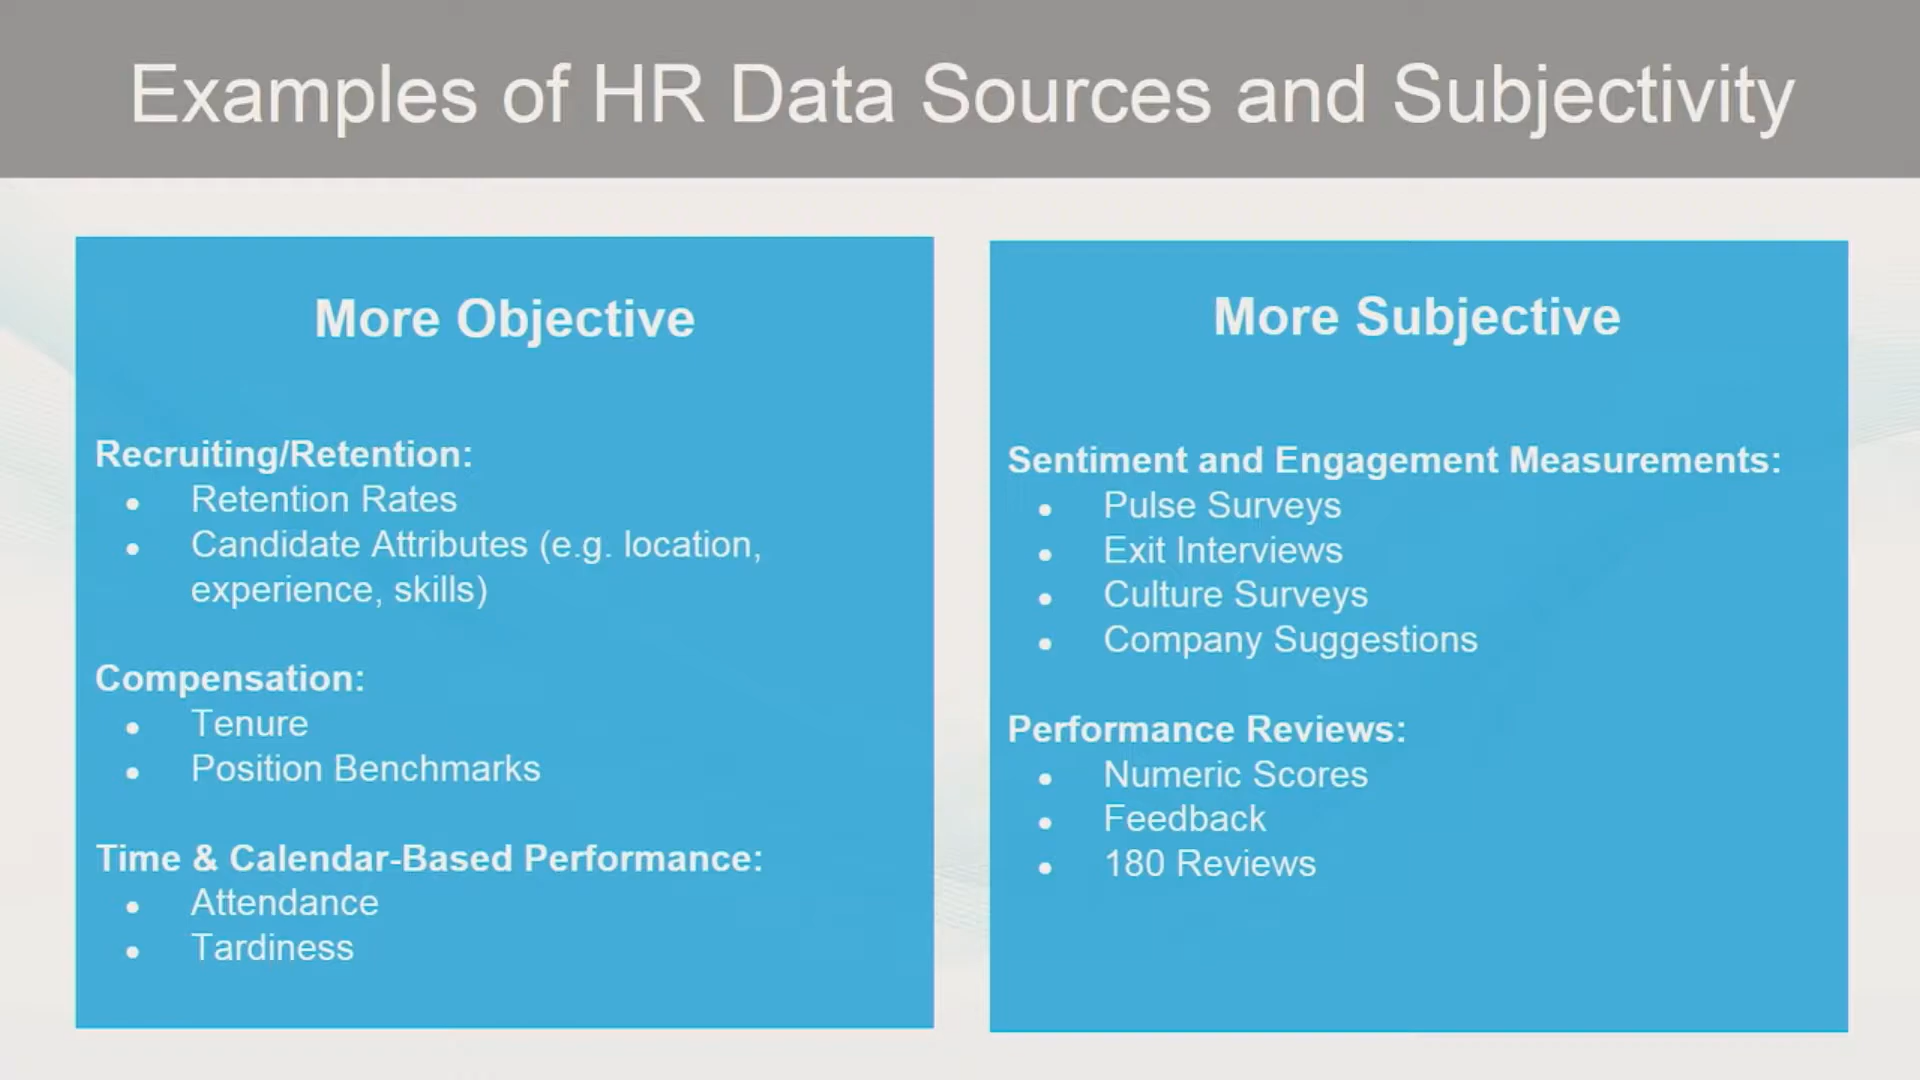 Examples of HR Data Sources and Subjectivity
More Objective
Recruiting/Retention:
• Retention Rates
• Candidate Attributes (e.g. location,
experience, skills)
Compensation:
• Tenure
• Position Benchmarks
Time & Calendar-Based Performance:
• Attendance
• Tardiness
More Subjective
Sentiment and Engagement Measurements:
• Pulse Surveys
• Exit Interviews
• Culture Surveys
• Company Suggestions
Performance Reviews:
• Numeric Scores
• Feedback
• 180 Reviews